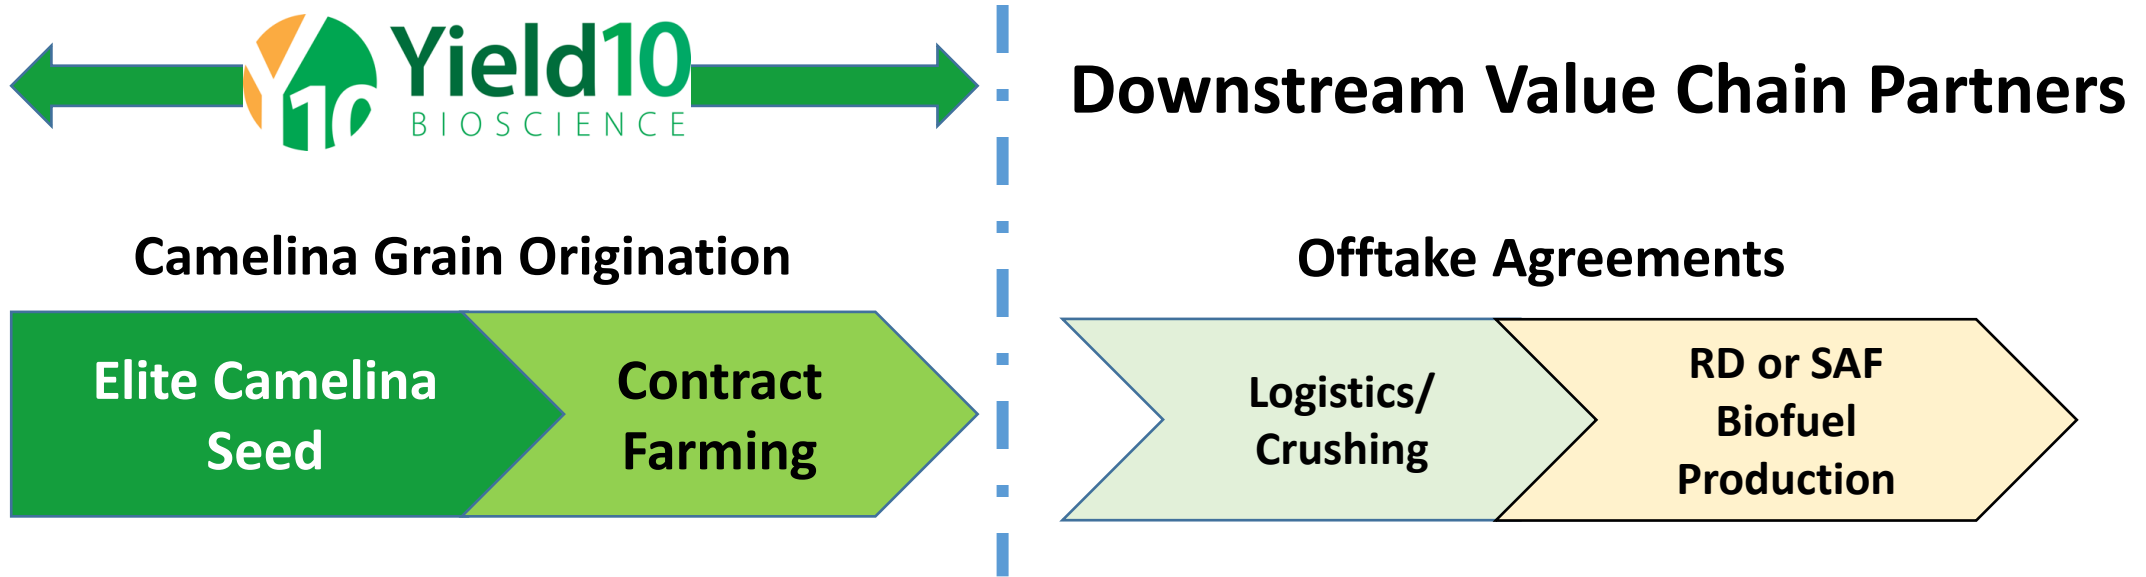 Y10
Yield10
BIOSCIENCE
Downstream Value Chain Partners
Camelina Grain Origination
Offtake Agreements
Elite Camelina
Seed
Contract
Farming
Logistics/
Crushing
RD or SAF
Biofuel
Production